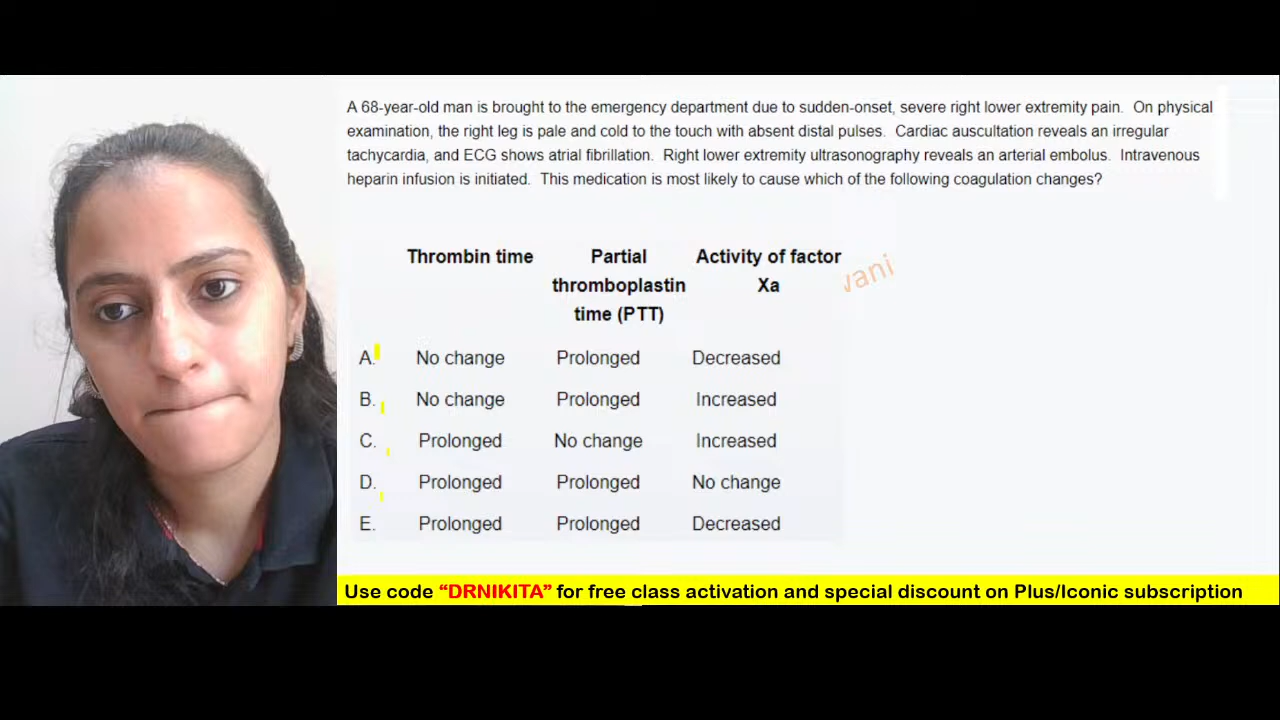 A 68-year-old man is brought to the emergency department due to sudden-onset, severe right lower extremity pain. On physical
examination, the right leg is pale and cold to the touch with absent distal pulses. Cardiac auscultation reveals an irregular
tachycardia, and ECG shows atrial fibrillation. Right lower extremity ultrasonography reveals an arterial embolus. Intravenous
heparin infusion is initiated. This medication is most likely to cause which of the following coagulation changes?
Thrombin time Partial Activity of factor
thromboplastin Xa
time (PTT)
A. No change Prolonged Decreased
B. No change Prolonged Increased
C. Prolonged No change Increased
D. Prolonged Prolonged No change
E. Prolonged Prolonged Decreased
Use code “DRNIKITA” for free class activation and special discount on Plus/Iconic subscription